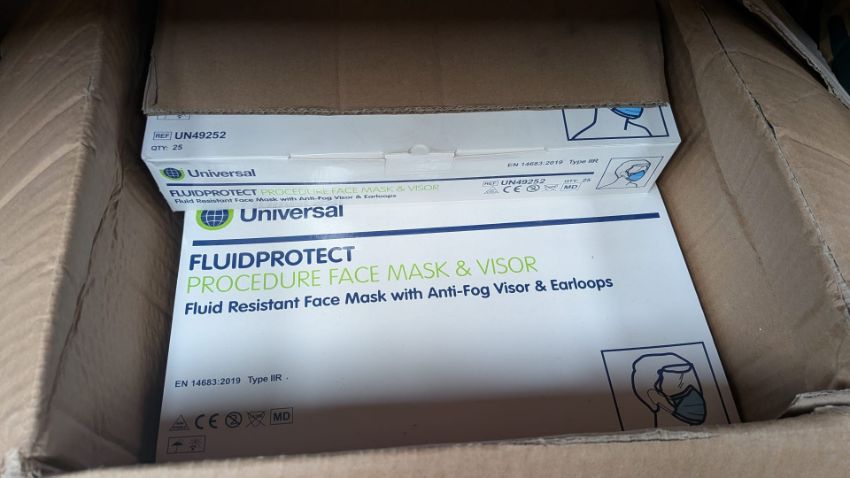 REF UN49252
QTY: 25
Universal
EN 14683:2019 Type IIR
FLUIDPROTECT PROCEDURE FACE MASK & VISOR
REF UN49252 QTY: 25
Fluid Resistant Face Mask with Anti-Fog Visor & Earloops
CE MD
Universal
FLUIDPROTECT
PROCEDURE FACE MASK & VISOR
Fluid Resistant Face Mask with Anti-Fog Visor & Earloops
EN 14683:2019 Type IIR
CE MD